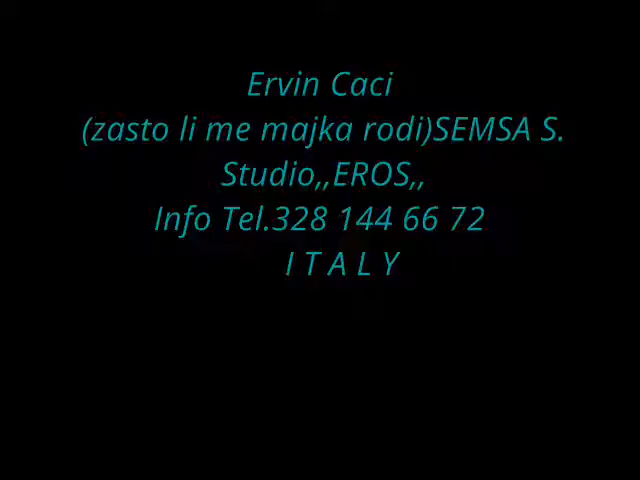 Ervin Caci
(zasto li me majka rodi)SEMSA S.
Studio,,EROS,,
Info Tel.328 144 66 72
I T A L Y